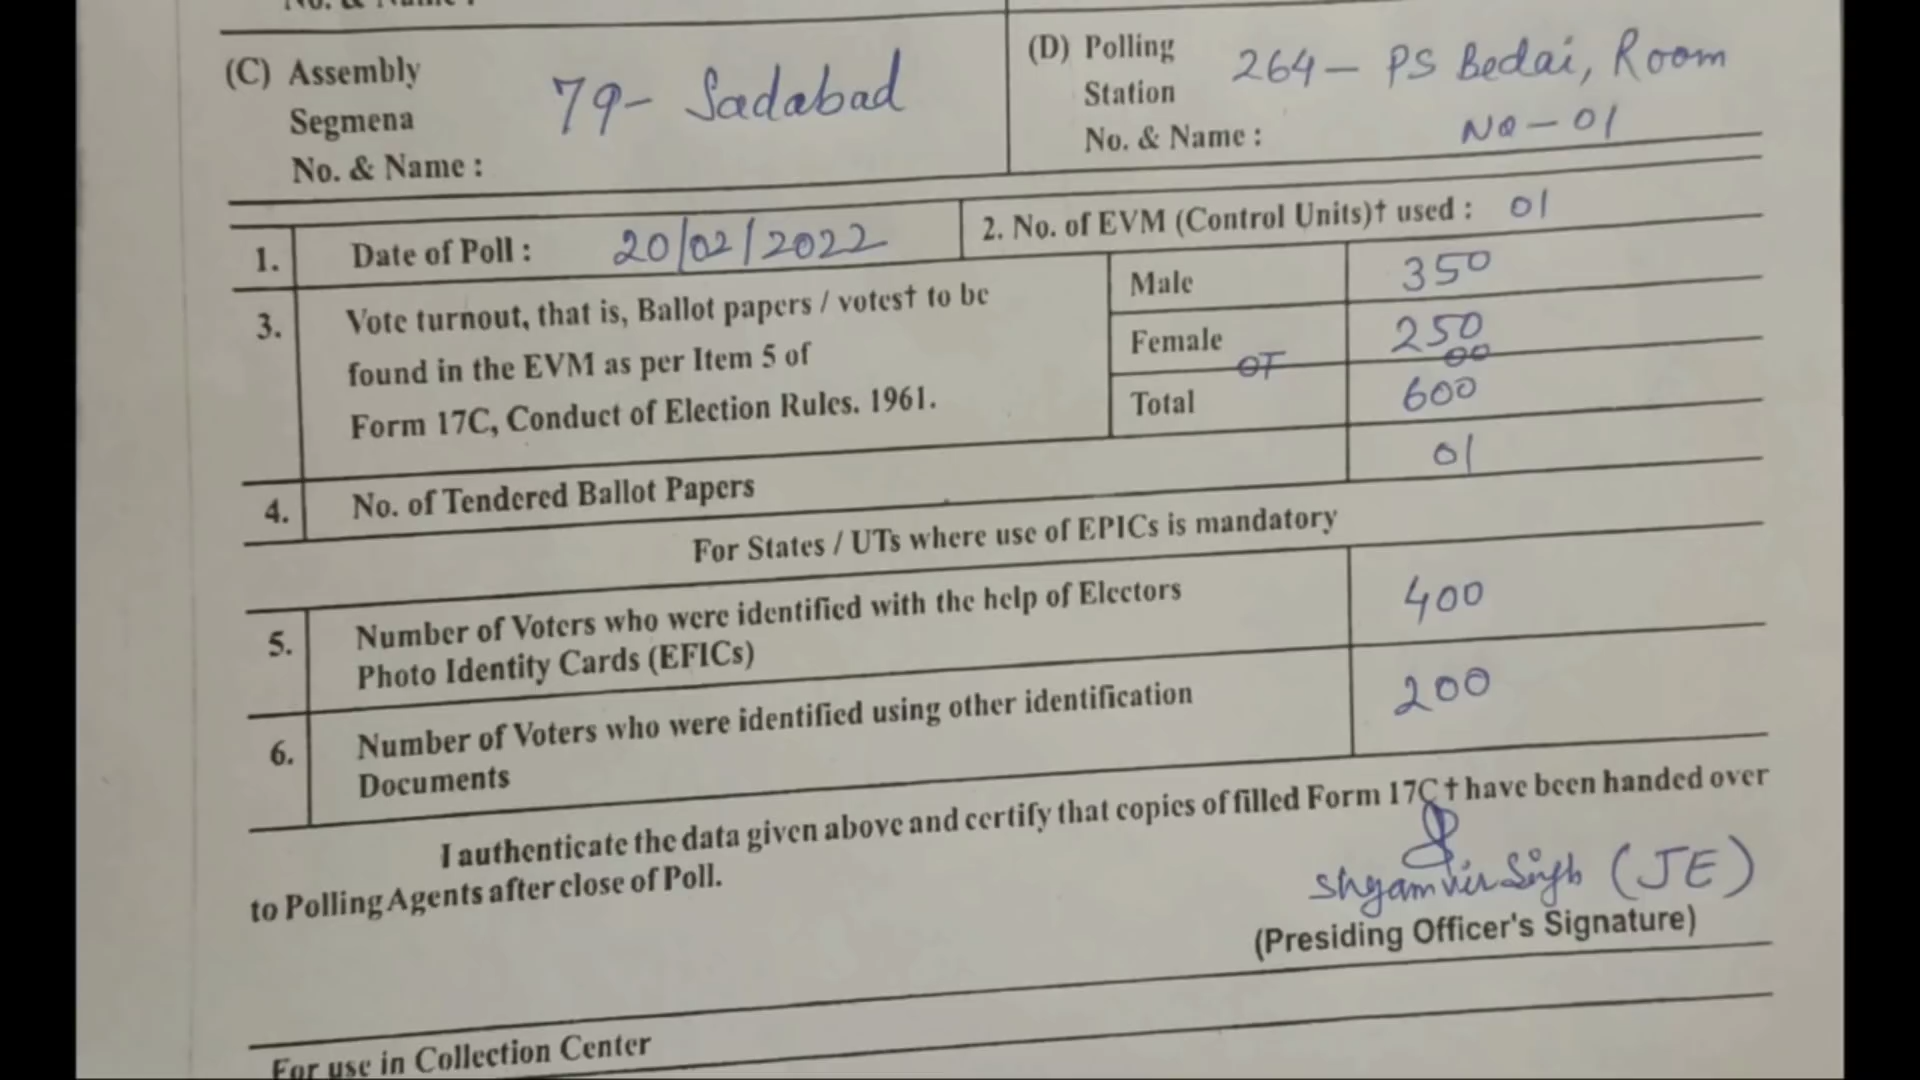 No. & Name :
(C) Assembly
Segmena
No. & Name :
79- Sadabad
(D) Polling
Station
No. & Name :
264 – PS Bedai, Room
No – 01
1. Date of Poll : 20/02/2022
2. No. of EVM (Control Units)† used : 01
3. Vote turnout, that is, Ballot papers / votes† to be
found in the EVM as per Item 5 of
Form 17C, Conduct of Election Rules. 1961.
Male 350
Female 250
OT 00
Total 600
4. No. of Tendered Ballot Papers 01
For States / UTs where use of EPICs is mandatory
5. Number of Voters who were identified with the help of Electors
Photo Identity Cards (EFICs)
400
6. Number of Voters who were identified using other identification
Documents
200
I authenticate the data given above and certify that copies of filled Form 17C † have been handed over
to Polling Agents after close of Poll.
Shyamvir Singh (JE)
(Presiding Officer's Signature)
For use in Collection Center